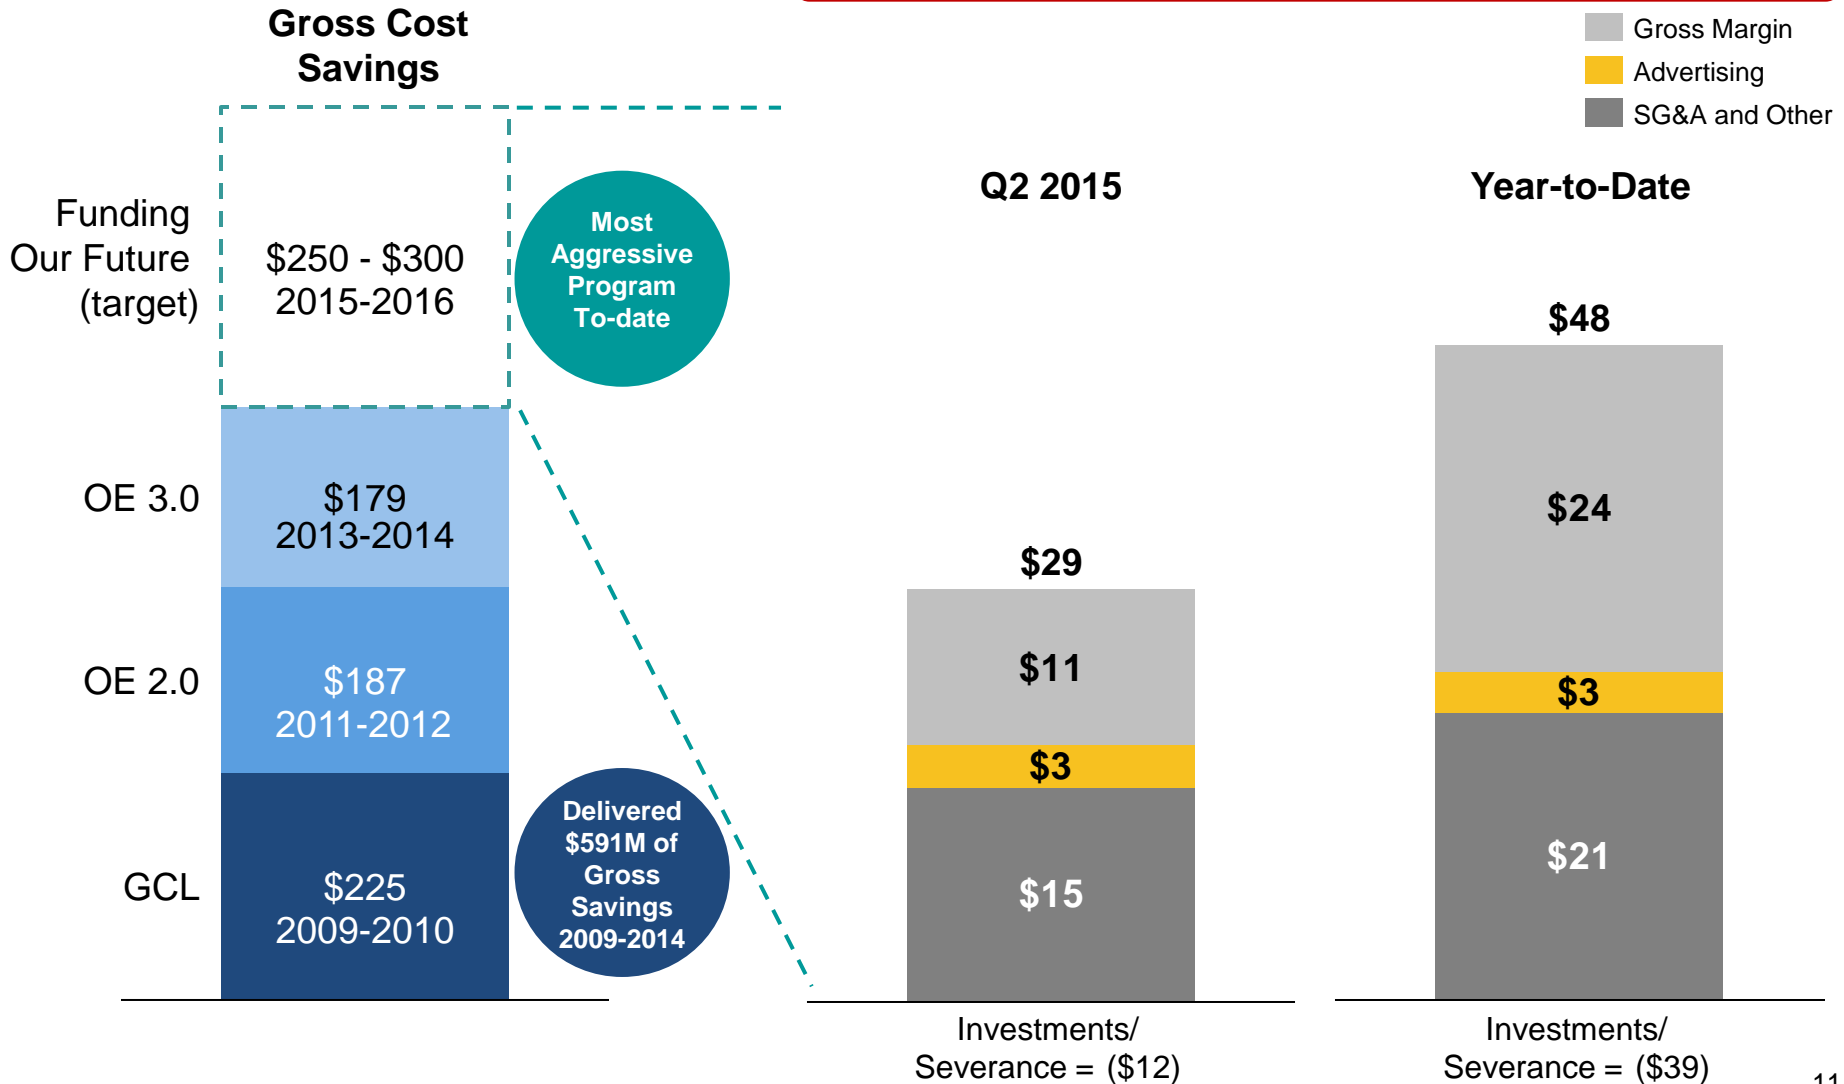 Gross Cost
Savings
Gross Margin
Advertising
SG&A and Other
Funding
Our Future
(target)
$250 - $300
2015-2016
Most
Aggressive
Program
To-date
OE 3.0
$179
2013-2014
OE 2.0
$187
2011-2012
GCL
$225
2009-2010
Delivered
$591M of
Gross
Savings
2009-2014
Q2 2015
$29
$11
$3
$15
Investments/
Severance = ($12)
Year-to-Date
$48
$24
$3
$21
Investments/
Severance = ($39)
11